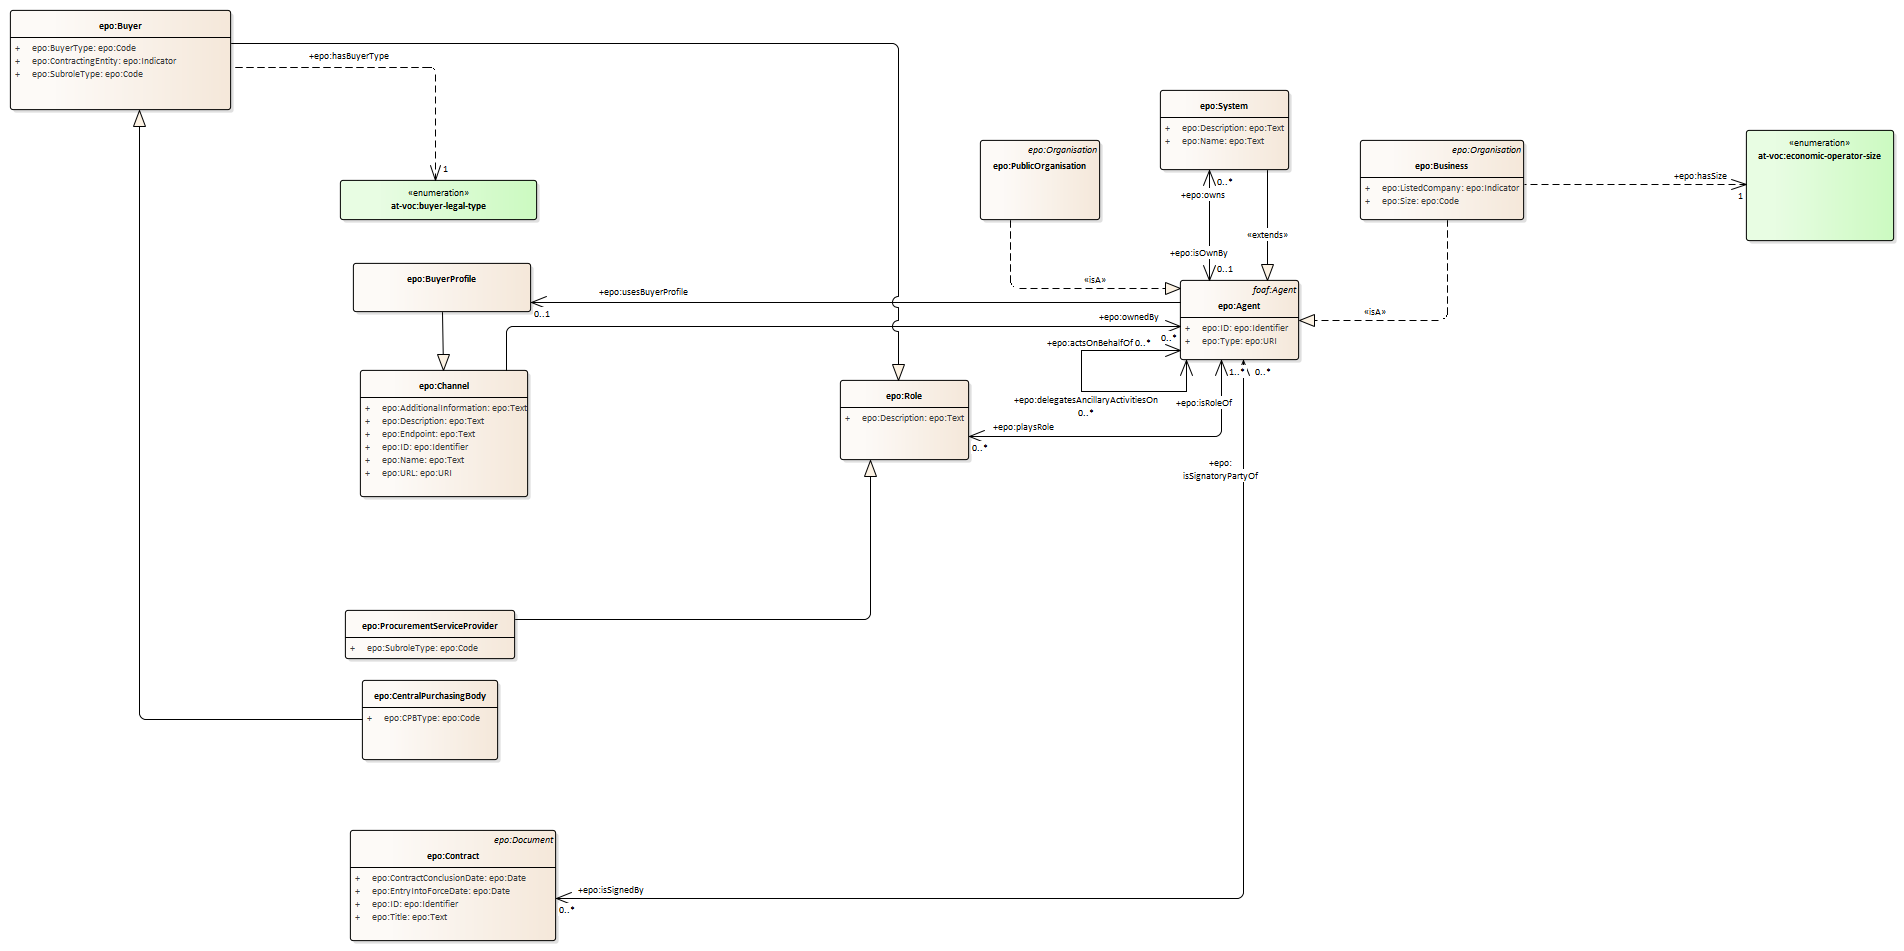 epo:Buyer
+ epo:BuyerType: epo:Code
+ epo:ContractingEntity: epo:Indicator
+ epo:SubroleType: epo:Code
+epo:hasBuyerType
1
«enumeration»
at-voc:buyer-legal-type
epo:System
+ epo:Description: epo:Text
+ epo:Name: epo:Text
epo:Organisation
epo:PublicOrganisation
epo:Organisation
epo:Business
+ epo:ListedCompany: epo:Indicator
+ epo:Size: epo:Code
+epo:hasSize
1
«enumeration»
at-voc:economic-operator-size
0..*
+epo:owns
«extends»
+epo:isOwnBy
0..1
«isA»
«isA»
foaf:Agent
epo:Agent
+ epo:ID: epo:Identifier
+ epo:Type: epo:URI
epo:BuyerProfile
+epo:usesBuyerProfile
0..1
+epo:ownedBy
0..*
+epo:actsOnBehalfOf 0..*
+epo:delegatesAncillaryActivitiesOn
0..*
1..*
0..*
+epo:isRoleOf
epo:Channel
+ epo:AdditionalInformation: epo:Text
+ epo:Description: epo:Text
+ epo:Endpoint: epo:Text
+ epo:ID: epo:Identifier
+ epo:Name: epo:Text
+ epo:URL: epo:URI
epo:Role
+ epo:Description: epo:Text
+epo:playsRole
0..*
+epo:
isSignatoryPartyOf
epo:ProcurementServiceProvider
+ epo:SubroleType: epo:Code
epo:CentralPurchasingBody
+ epo:CPBType: epo:Code
epo:Document
epo:Contract
+ epo:ContractConclusionDate: epo:Date
+ epo:EntryIntoForceDate: epo:Date
+ epo:ID: epo:Identifier
+ epo:Title: epo:Text
+epo:isSignedBy
0..*